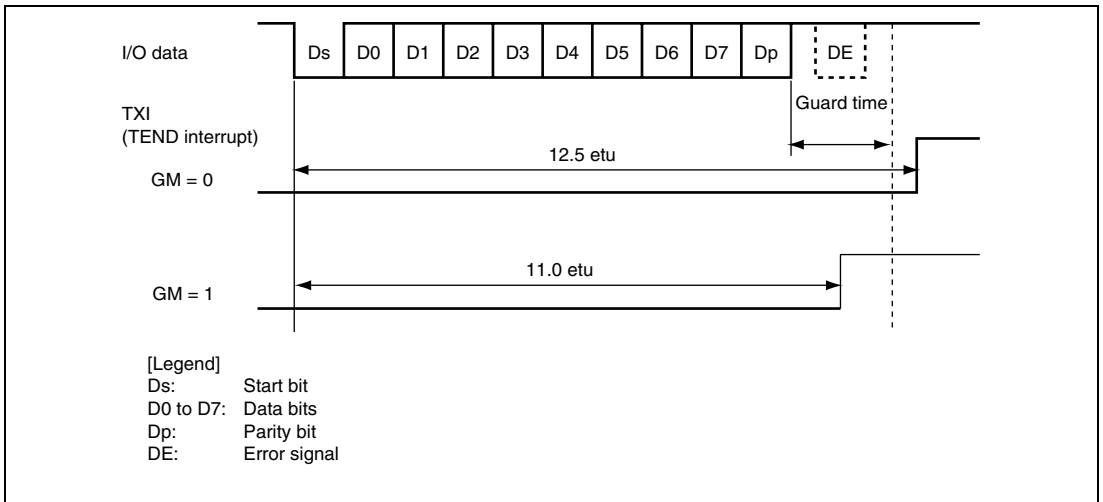 I/O data
Ds D0 D1 D2 D3 D4 D5 D6 D7 Dp DE
Guard time
TXI
(TEND interrupt)
12.5 etu
GM = 0
11.0 etu
GM = 1
[Legend]
Ds: Start bit
D0 to D7: Data bits
Dp: Parity bit
DE: Error signal